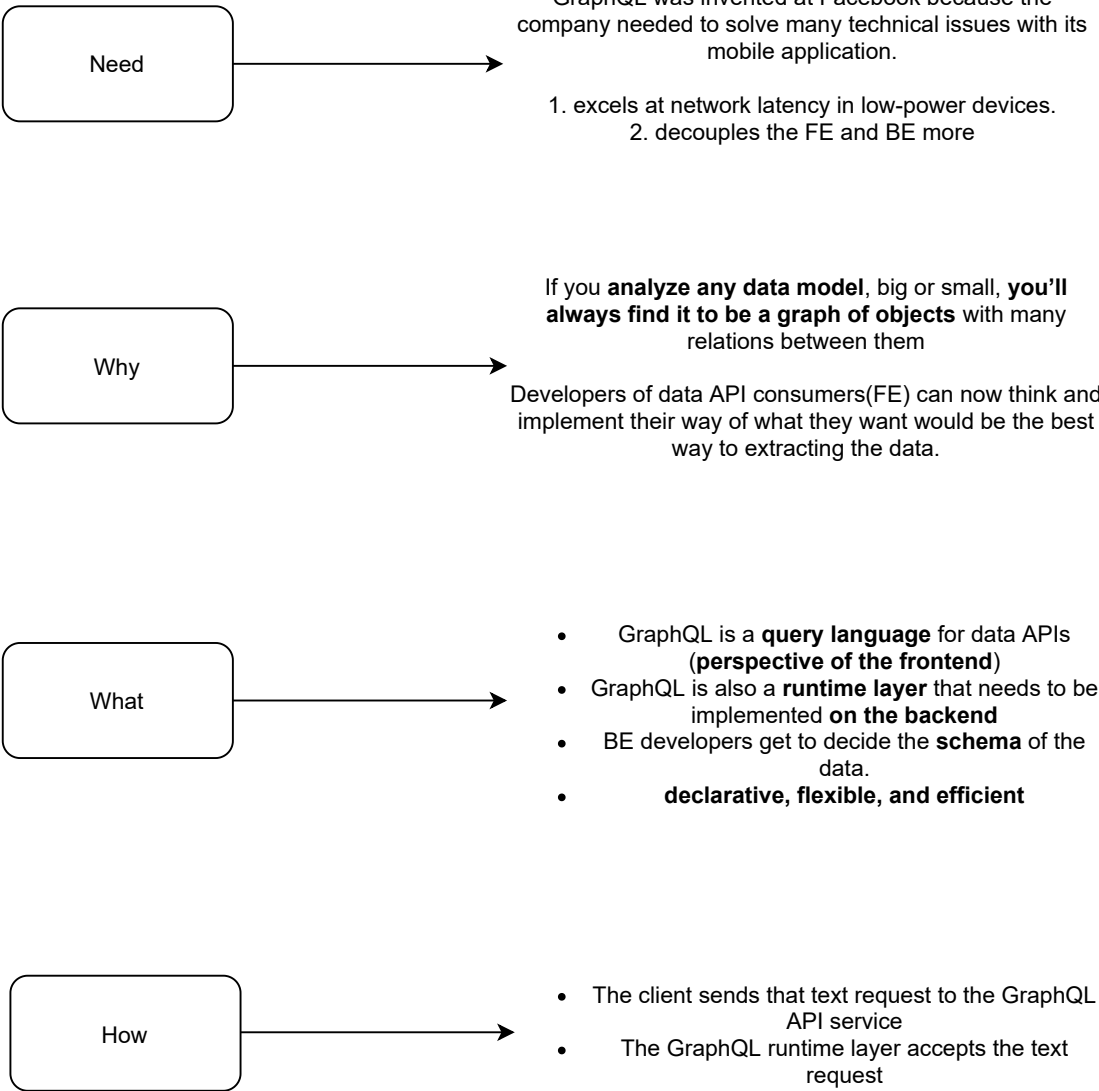 Need
GraphQL was invented at Facebook because the
company needed to solve many technical issues with its
mobile application.
1. excels at network latency in low-power devices.
2. decouples the FE and BE more
Why
If you analyze any data model, big or small, you'll
always find it to be a graph of objects with many
relations between them
Developers of data API consumers(FE) can now think and
implement their way of what they want would be the best
way to extracting the data.
What
• GraphQL is a query language for data APIs
(perspective of the frontend)
• GraphQL is also a runtime layer that needs to be
implemented on the backend
• BE developers get to decide the schema of the
data.
• declarative, flexible, and efficient
How
• The client sends that text request to the GraphQL
API service
• The GraphQL runtime layer accepts the text
request